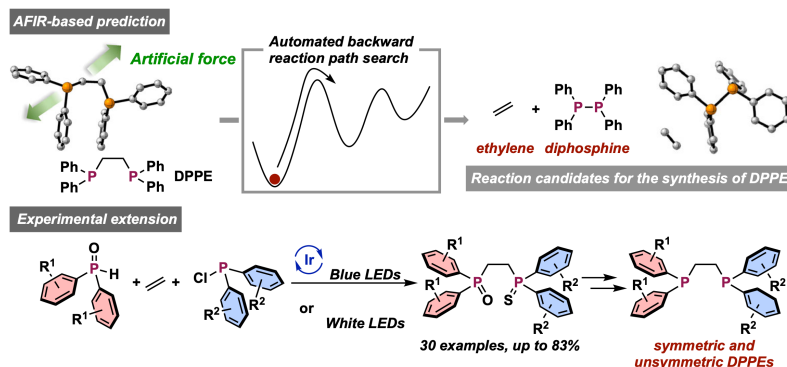 AFIR-based prediction
Artificial force
Automated backward
reaction path search
Ph
Ph
P
P
Ph
Ph
DPPE
+
Ph
Ph
P–P
Ph
Ph
ethylene diphosphine
Reaction candidates for the synthesis of DPPE
Experimental extension
O
R1
P
H
R1
+
+
Cl
P
R2
R2
Ir
Blue LEDs
or
White LEDs
R1
P
O
R1
P
S
R2
R2
30 examples, up to 83%
R1
P
R1
P
R2
R2
symmetric and
unsymmetric DPPEs